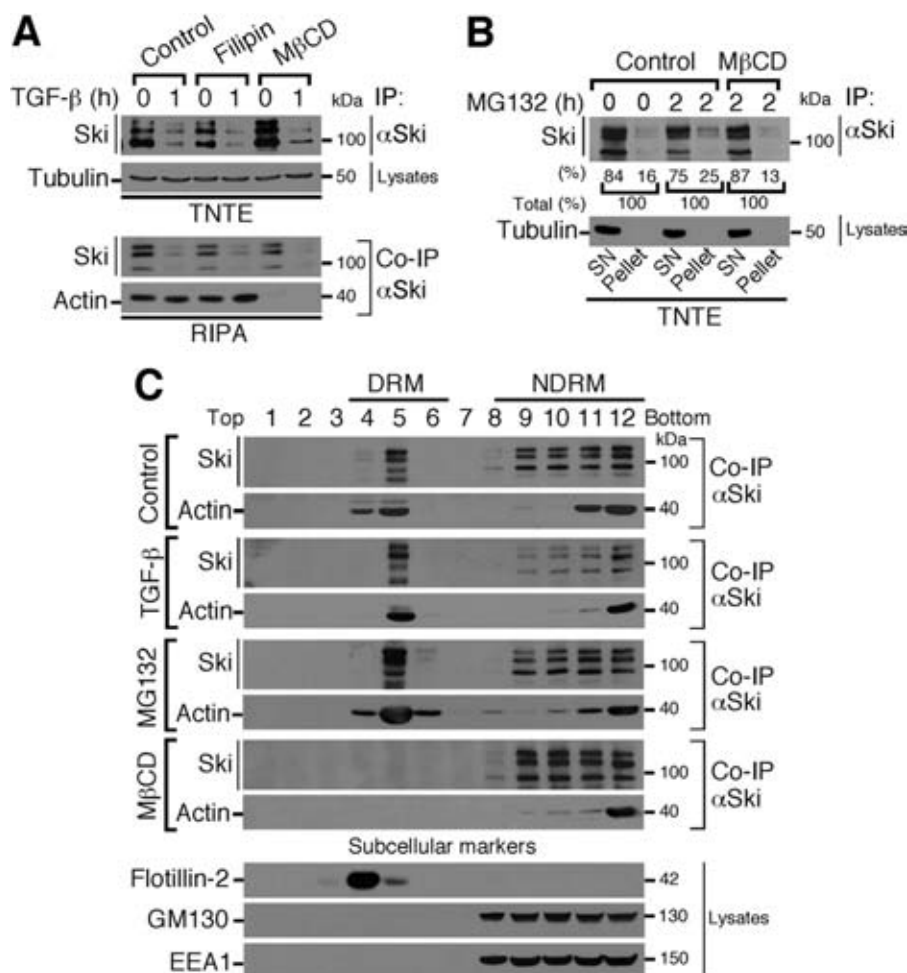 A
Control Filipin MβCD
TGF-β (h) 0 1 0 1 0 1 kDa IP:
Ski 100 αSki
Tubulin 50 Lysates
TNTE
Ski 100 Co-IP
αSki
Actin 40
RIPA
B
Control MβCD
MG132 (h) 0 0 2 2 2 2 kDa IP:
Ski 100 αSki
(%) 84 16 75 25 87 13
Total (%) 100 100 100
Tubulin 50 Lysates
SN Pellet SN Pellet SN Pellet
TNTE
C
DRM NDRM
Top 1 2 3 4 5 6 7 8 9 10 11 12 Bottom
kDa
Control Ski 100 Co-IP
αSki
Actin 40
TGF-β Ski 100 Co-IP
αSki
Actin 40
MG132 Ski 100 Co-IP
αSki
Actin 40
MβCD Ski 100 Co-IP
αSki
Actin 40
Subcellular markers
Flotillin-2 42
GM130 130 Lysates
EEA1 150